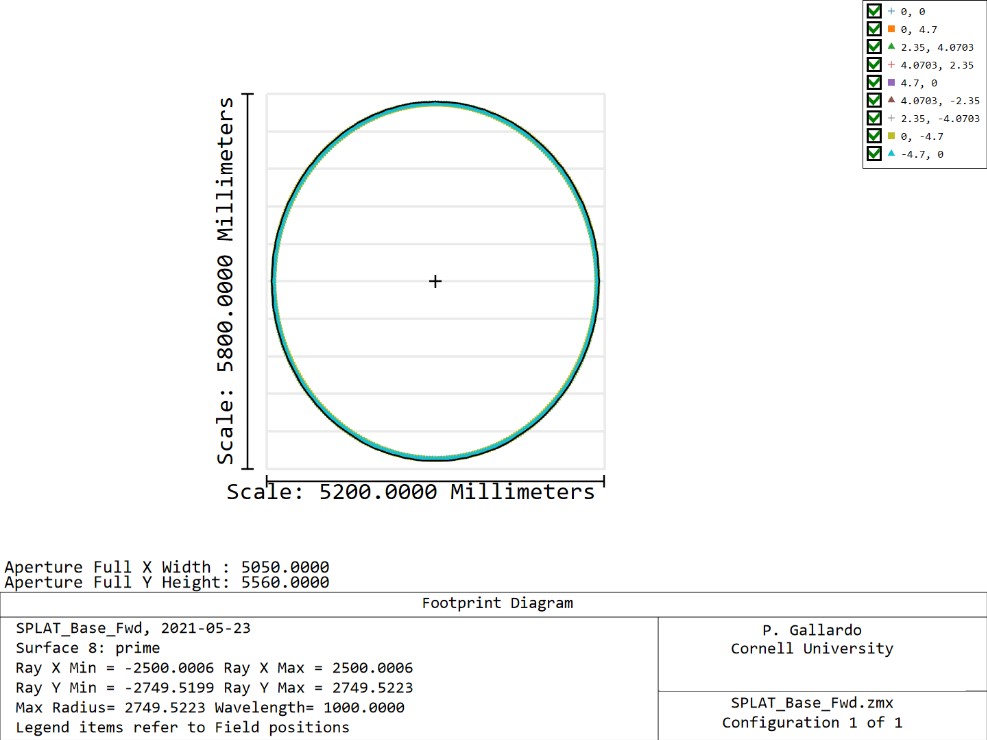 + 0, 0
0, 4.7
2.35, 4.0703
+ 4.0703, 2.35
4.7, 0
4.0703, -2.35
+ 2.35, -4.0703
0, -4.7
-4.7, 0
Scale: 5800.0000 Millimeters
Scale: 5200.0000 Millimeters
Aperture Full X Width : 5050.0000
Aperture Full Y Height: 5560.0000
Footprint Diagram
SPLAT_Base_Fwd, 2021-05-23
Surface 8: prime
Ray X Min = -2500.0006 Ray X Max = 2500.0006
Ray Y Min = -2749.5199 Ray Y Max = 2749.5223
Max Radius= 2749.5223 Wavelength= 1000.0000
Legend items refer to Field positions
P. Gallardo
Cornell University
SPLAT_Base_Fwd.zmx
Configuration 1 of 1